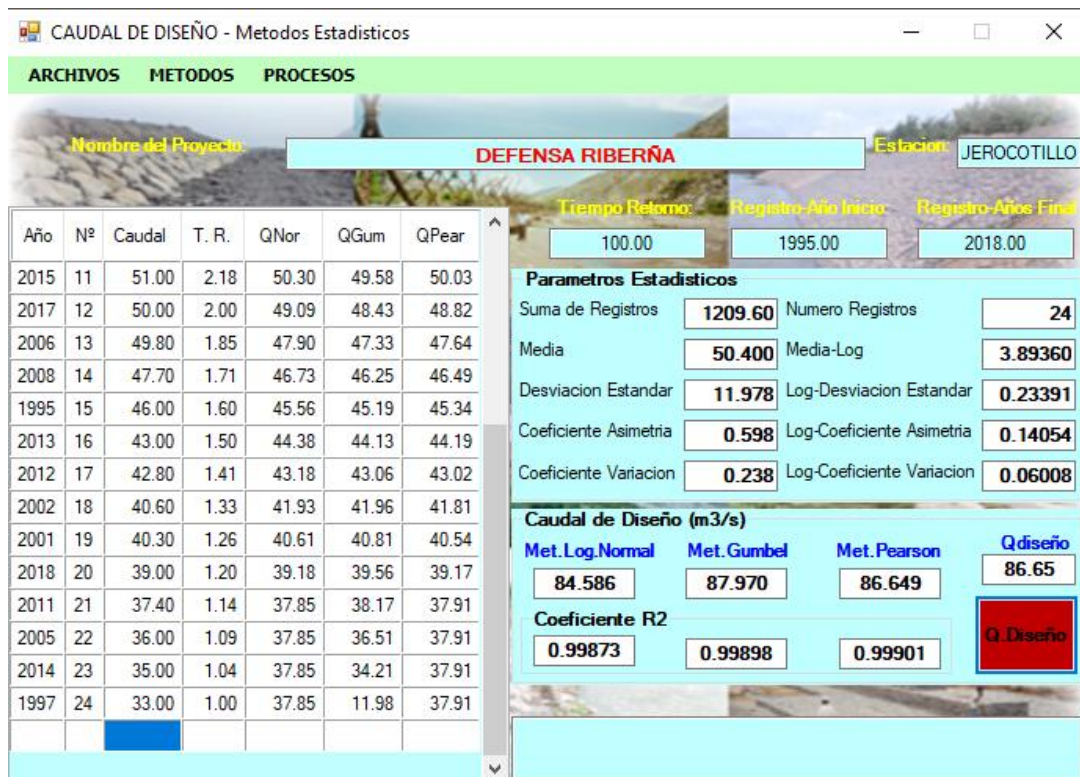 CAUDAL DE DISEÑO - Metodos Estadisticos
ARCHIVOS METODOS PROCESOS
Nombre del Proyecto: DEFENSA RIBERÑA Estacion: JEROCOTILLO
Tiempo Retorno: Registro-Año Inicio: Registro-Años Final
100.00 1995.00 2018.00
Año Nº Caudal T. R. QNor QGum QPear
2015 11 51.00 2.18 50.30 49.58 50.03
2017 12 50.00 2.00 49.09 48.43 48.82
2006 13 49.80 1.85 47.90 47.33 47.64
2008 14 47.70 1.71 46.73 46.25 46.49
1995 15 46.00 1.60 45.56 45.19 45.34
2013 16 43.00 1.50 44.38 44.13 44.19
2012 17 42.80 1.41 43.18 43.06 43.02
2002 18 40.60 1.33 41.93 41.96 41.81
2001 19 40.30 1.26 40.61 40.81 40.54
2018 20 39.00 1.20 39.18 39.56 39.17
2011 21 37.40 1.14 37.85 38.17 37.91
2005 22 36.00 1.09 37.85 36.51 37.91
2014 23 35.00 1.04 37.85 34.21 37.91
1997 24 33.00 1.00 37.85 11.98 37.91
Parametros Estadisticos
Suma de Registros 1209.60 Numero Registros 24
Media 50.400 Media-Log 3.89360
Desviacion Estandar 11.978 Log-Desviacion Estandar 0.23391
Coeficiente Asimetria 0.598 Log-Coeficiente Asimetria 0.14054
Coeficiente Variacion 0.238 Log-Coeficiente Variacion 0.06008
Caudal de Diseño (m3/s)
Met.Log.Normal Met.Gumbel Met.Pearson Qdiseño
84.586 87.970 86.649 86.65
Coeficiente R2
0.99873 0.99898 0.99901
Q.Diseño